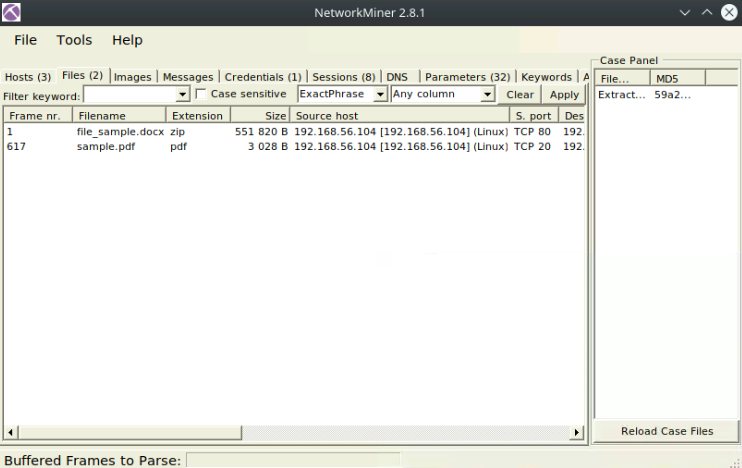 NetworkMiner 2.8.1
File Tools Help
Hosts (3) Files (2) Images Messages Credentials (1) Sessions (8) DNS Parameters (32) Keywords A
Filter keyword: Case sensitive ExactPhrase Any column Clear Apply
Frame nr. Filename Extension Size Source host S. port Des
1 file_sample.docx zip 551 820 B 192.168.56.104 [192.168.56.104] (Linux) TCP 80 192.
617 sample.pdf pdf 3 028 B 192.168.56.104 [192.168.56.104] (Linux) TCP 20 192.
Case Panel
File... MD5
Extract... 59a2...
Reload Case Files
Buffered Frames to Parse: